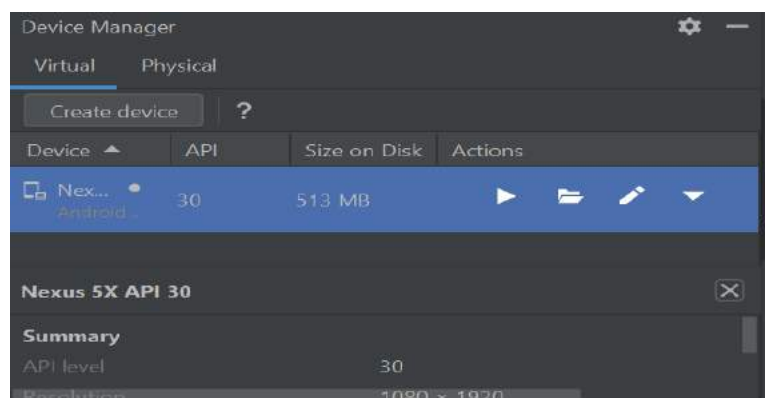 Device Manager
Virtual Physical
Create device ?
Device API Size on Disk Actions
Nex... 30 513 MB
Android...
Nexus 5X API 30
Summary
API level 30
Resolution 1080 × 1920